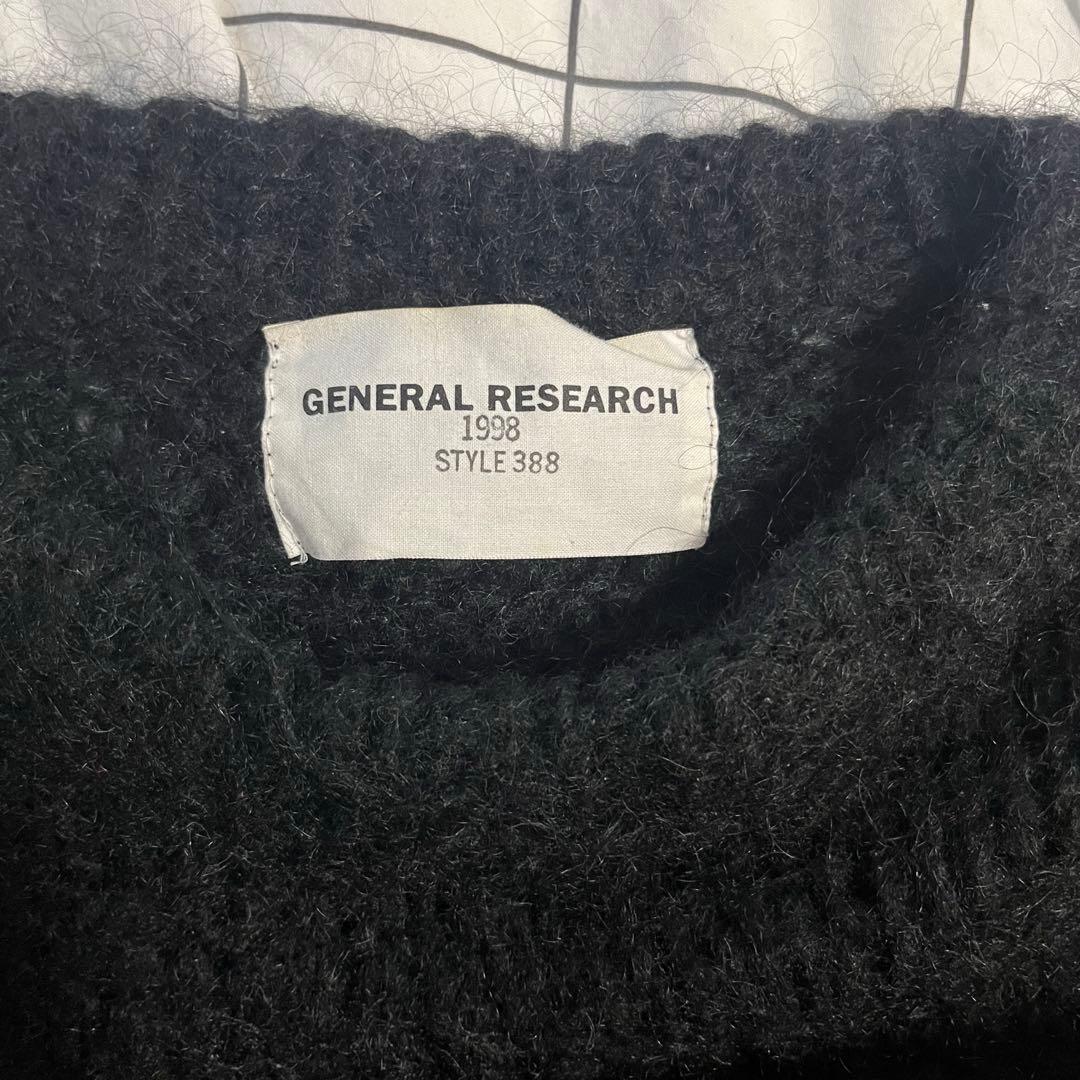 GENERAL RESEARCH
1998
STYLE 388